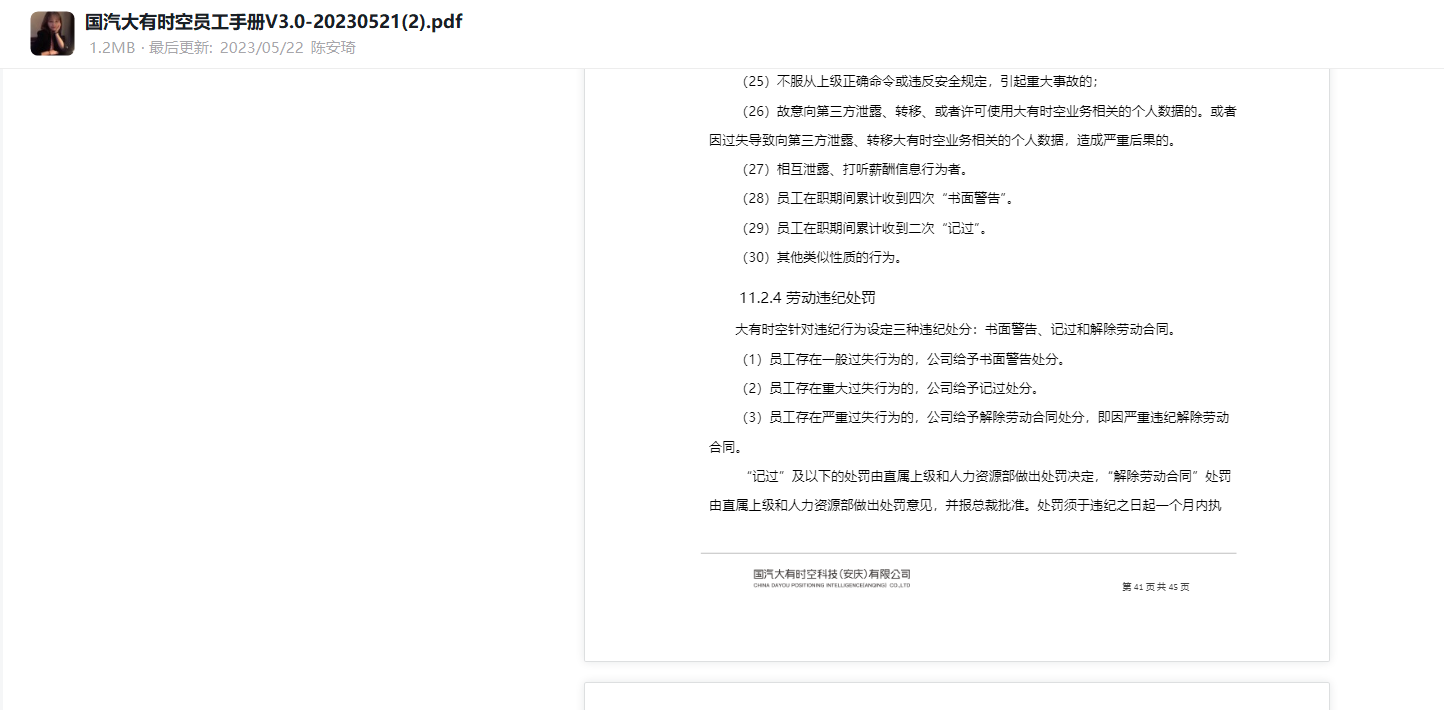 国汽大有时空员工手册V3.0-20230521(2).pdf
1.2MB · 最后更新: 2023/05/22 陈安琦
（25）不服从上级正确命令或违反安全规定，引起重大事故的；
（26）故意向第三方泄露、转移、或者许可使用大有时空业务相关的个人数据的。或者
因过失导致向第三方泄露、转移大有时空业务相关的个人数据，造成严重后果的。
（27）相互泄露、打听薪酬信息行为者。
（28）员工在职期间累计收到四次“书面警告”。
（29）员工在职期间累计收到二次“记过”。
（30）其他类似性质的行为。
11.2.4 劳动违纪处罚
大有时空针对违纪行为设定三种违纪处分：书面警告、记过和解除劳动合同。
（1）员工存在一般过失行为的，公司给予书面警告处分。
（2）员工存在重大过失行为的，公司给予记过处分。
（3）员工存在严重过失行为的，公司给予解除劳动合同处分，即因严重违纪解除劳动
合同。
“记过”及以下的处罚由直属上级和人力资源部做出处罚决定，“解除劳动合同”处罚
由直属上级和人力资源部做出处罚意见，并报总裁批准。处罚须于违纪之日起一个月内执
国汽大有时空科技(安庆)有限公司
CHINA DAYOU POSITIONING INTELLIGENCE(ANQING) CO.,LTD
第 41 页 共 45 页